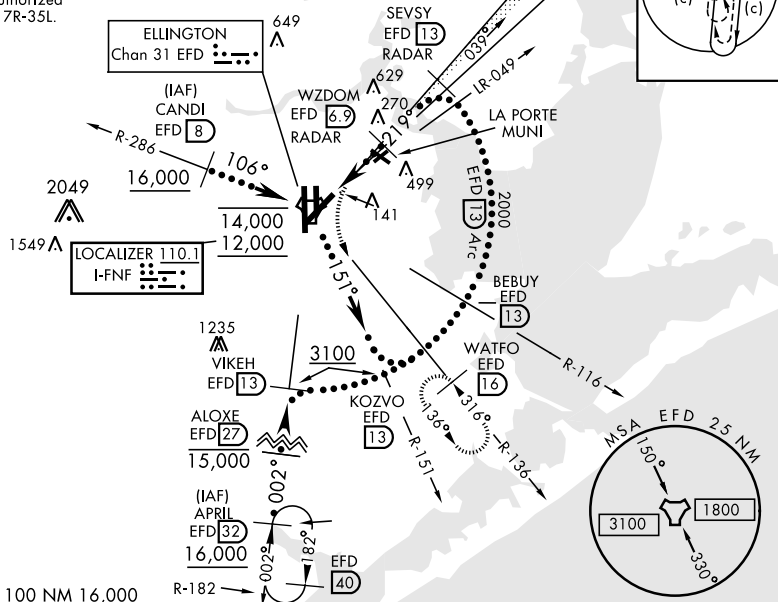 uthorized
7R-35L.
ELLINGTON
Chan 31 EFD
649
SEVSY
EFD 13
RADAR
039°
LR-049
(c)
(c)
(IAF)
CANDI
EFD 8
R-286
106°
16,000
WZDOM
EFD 6.9
RADAR
629
270
219°
LA PORTE
MUNI
499
141
2049
1549
14,000
12,000
LOCALIZER 110.1
I-FNF
151°
EFD 13 Arc
2000
BEBUY
EFD
13
R-116
1235
VIKEH
EFD 13
3100
KOZVO
EFD
13
R-151
WATFO
EFD
16
136°
316°
R-136
ALOXE
EFD 27
15,000
002°
(IAF)
APRIL
EFD 32
16,000
002°
182°
EFD
40
R-182
100 NM 16,000
MSA EFD 25 NM
150°
3100
1800
330°